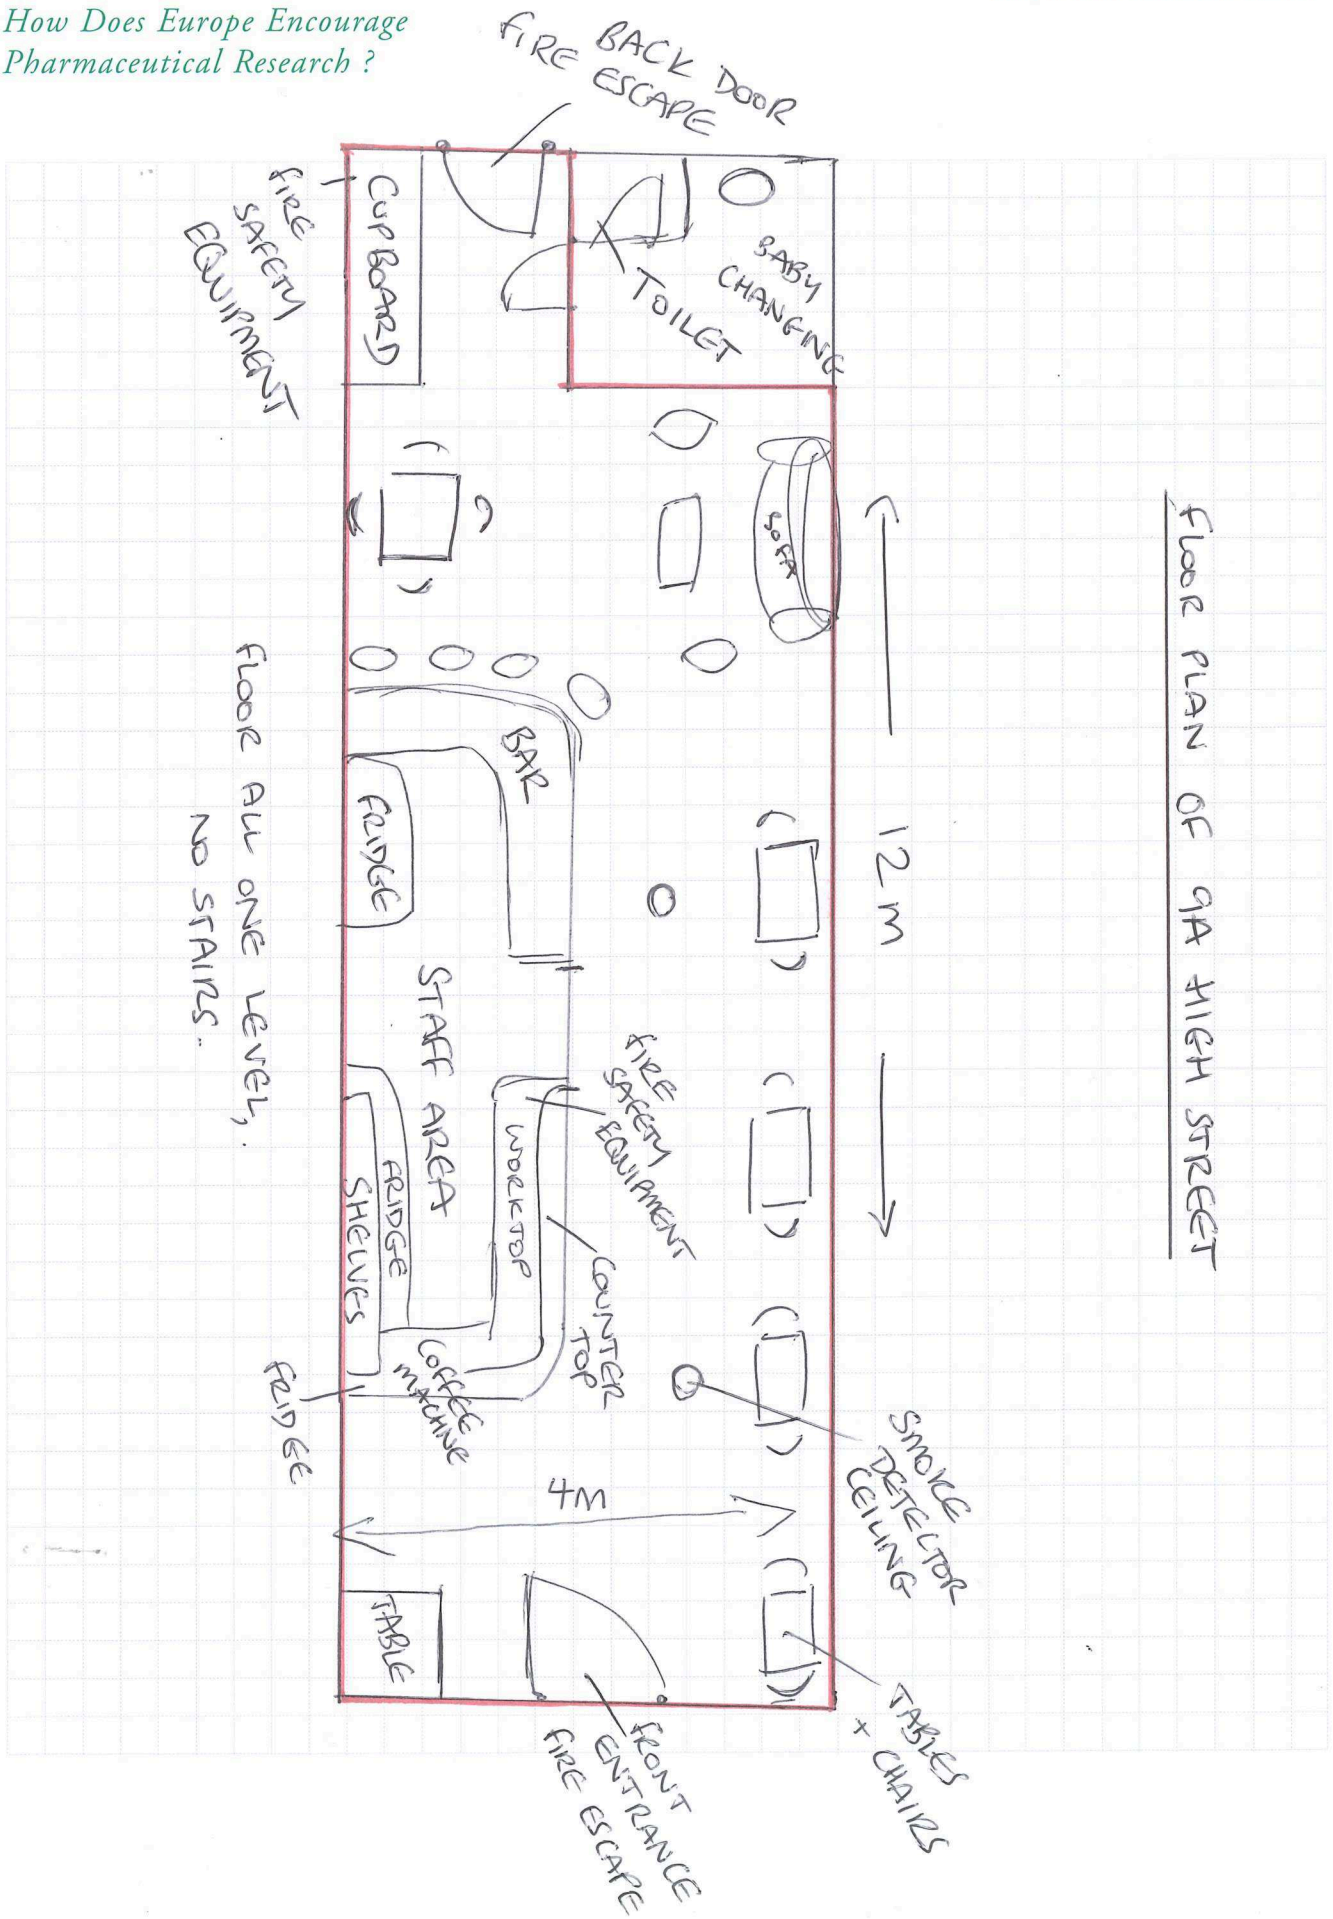 How Does Europe Encourage
Pharmaceutical Research ?
BACK DOOR
FIRE ESCAPE
FIRE
SAFETY
EQUIPMENT
CUPBOARD
TOILET
BABY
CHANGING
SOFA
FLOOR PLAN OF 9A HIGH STREET
12M
BAR
FRIDGE
FLOOR ALL ONE LEVEL,
NO STAIRS.
STAFF AREA
FIRE
SAFETY
EQUIPMENT
WORKTOP
COUNTER
TOP
FRIDGE
SHELVES
COFFEE
MACHINE
FRIDGE
SMOKE
DETECTOR
CEILING
4M
TABLE
TABLES
+ CHAIRS
FRONT
ENTRANCE
FIRE ESCAPE